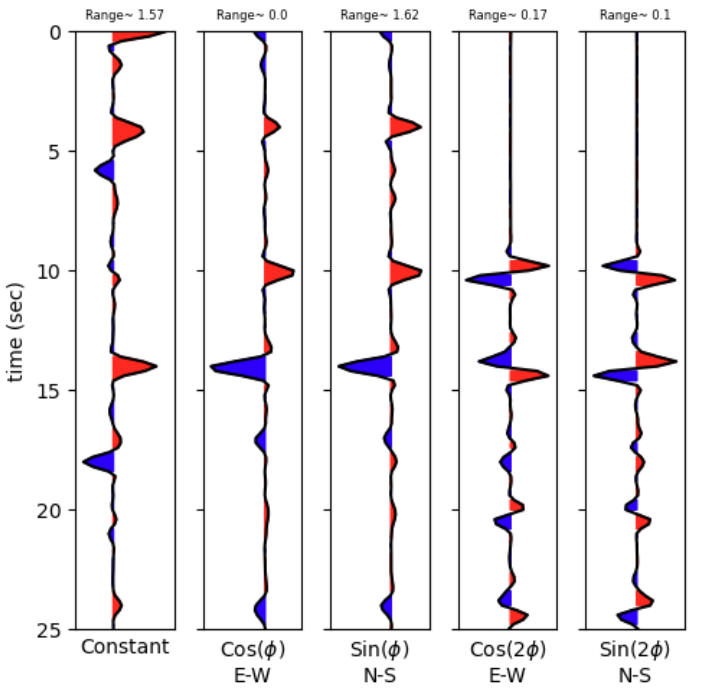 Range~ 1.57 Range~ 0.0 Range~ 1.62 Range~ 0.17 Range~ 0.1
0
5
10
15
20
25
time (sec)
Constant Cos(ϕ) Sin(ϕ) Cos(2ϕ) Sin(2ϕ)
E-W N-S E-W N-S